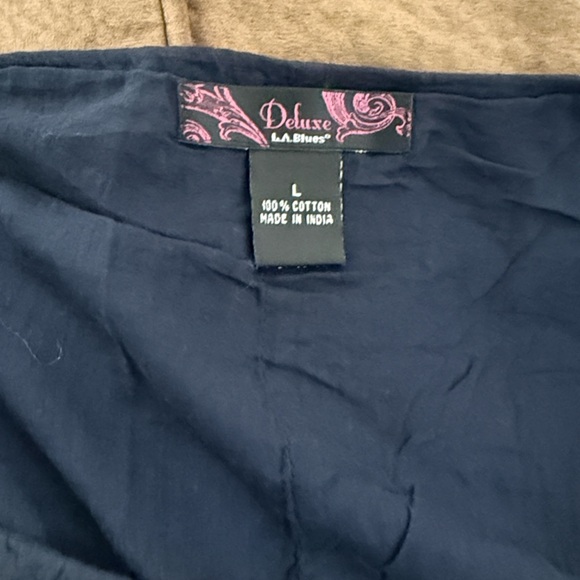 Deluxe
L.A.Blues®
L
100% COTTON
MADE IN INDIA